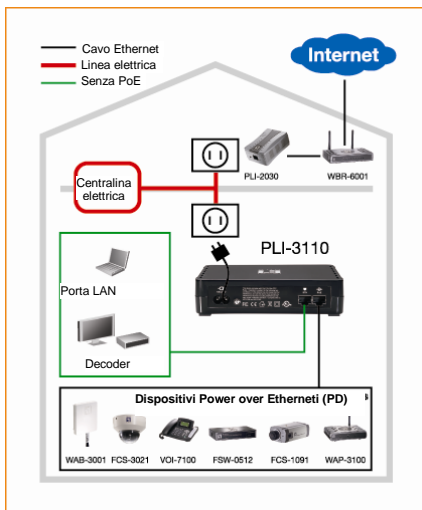 Cavo Ethernet
Linea elettrica
Senza PoE
Internet
PLI-2030
WBR-6001
Centralina
elettrica
PLI-3110
Porta LAN
Decoder
Dispositivi Power over Etherneti (PD)
WAB-3001
FCS-3021
VOI-7100
FSW-0512
FCS-1091
WAP-3100